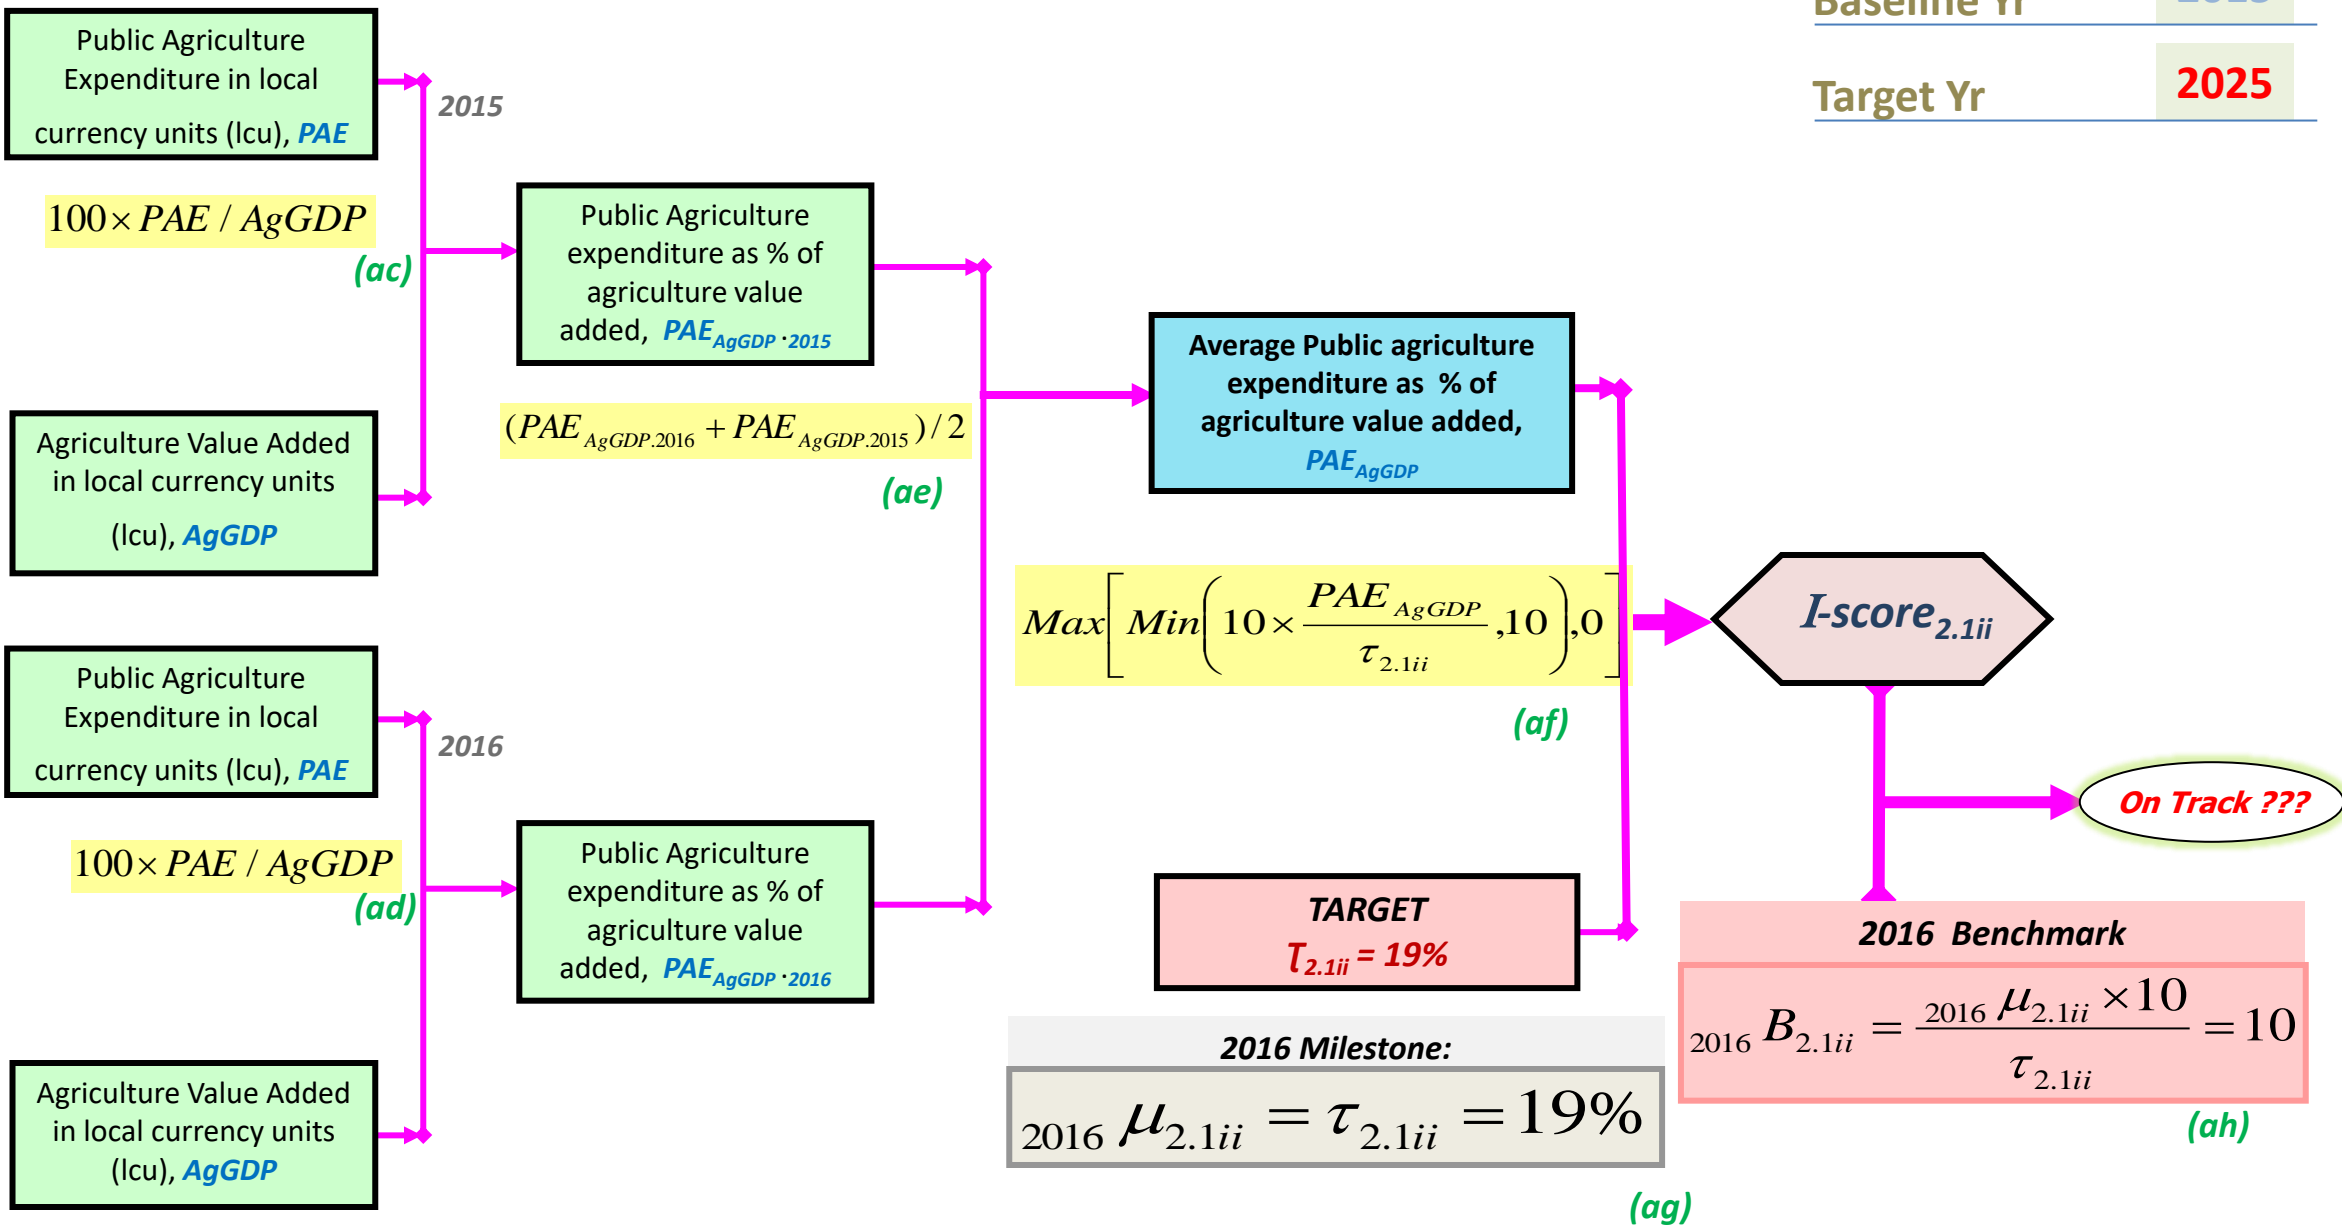 Baseline Yr 2015
Target Yr 2025
Public Agriculture
Expenditure in local
currency units (lcu), PAE
2015
100 × PAE / AgGDP
(ac)
Agriculture Value Added
in local currency units
(lcu), AgGDP
Public Agriculture
expenditure as % of
agriculture value
added, PAE_AgGDP·2015
(PAE_AgGDP.2016 + PAE_AgGDP.2015) / 2
(ae)
Public Agriculture
Expenditure in local
currency units (lcu), PAE
2016
100 × PAE / AgGDP
(ad)
Agriculture Value Added
in local currency units
(lcu), AgGDP
Public Agriculture
expenditure as % of
agriculture value
added, PAE_AgGDP·2016
Average Public agriculture
expenditure as % of
agriculture value added,
PAE_AgGDP
Max[Min(10 × PAE_AgGDP / τ_2.1ii ,10),0]
(af)
I-score_2.1ii
On Track ???
TARGET
τ_2.1ii = 19%
2016 Milestone:
2016 μ_2.1ii = τ_2.1ii = 19%
(ag)
2016 Benchmark
2016 B_2.1ii = 2016 μ_2.1ii × 10 / τ_2.1ii = 10
(ah)